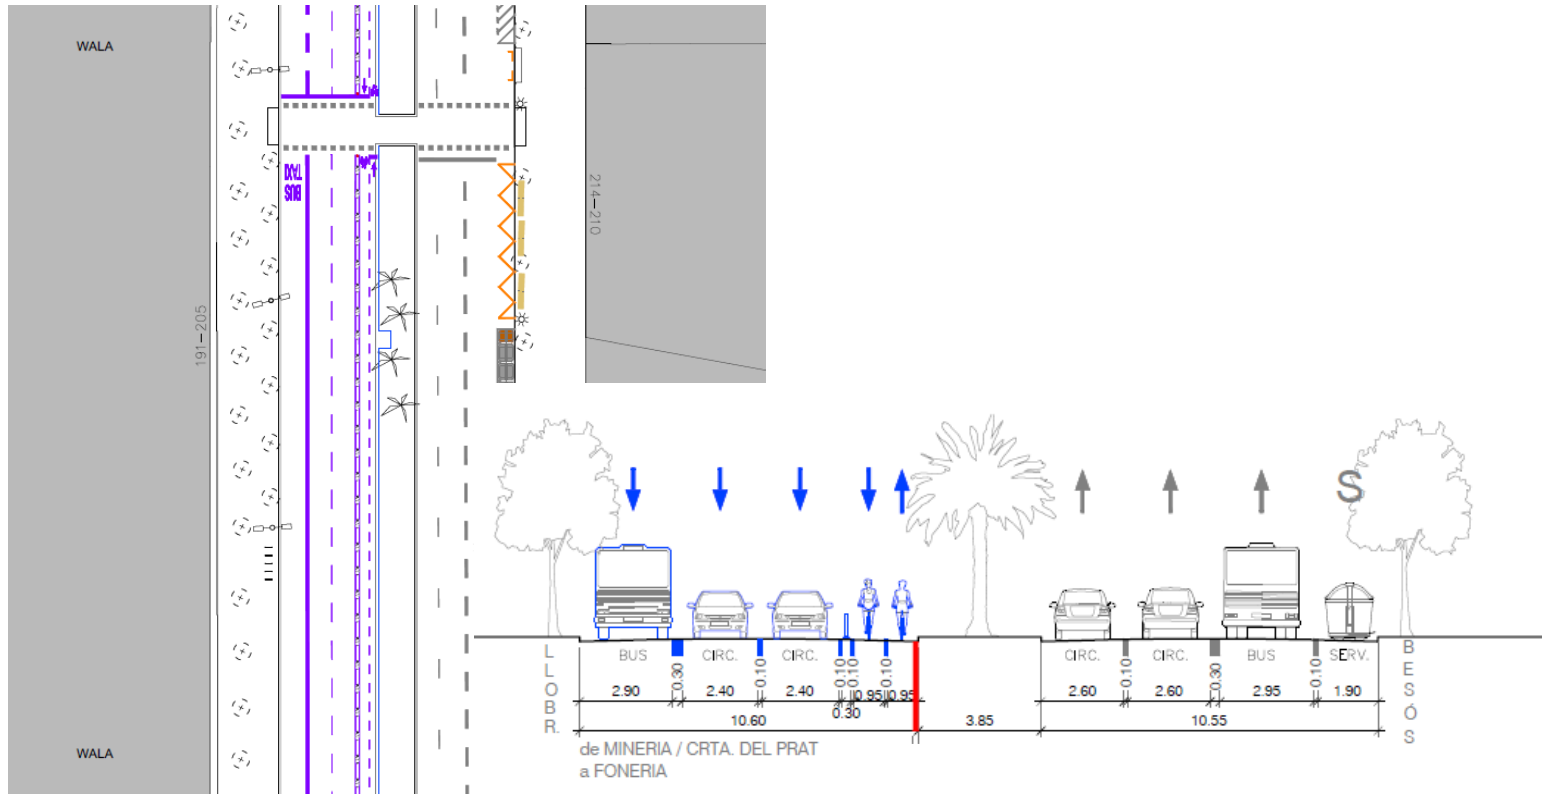 WALA
TAXI
BUS
214-210
191-205
WALA
S
L
L
O
B
R.
BUS
CIRC.
CIRC.
CIRC.
CIRC.
BUS
SERV.
B
E
S
Ó
S
2.90
0.30
2.40
0.10
2.40
0.10
0.10
0.95
0.10
0.95
2.60
0.10
2.60
0.30
2.95
0.10
1.90
0.30
10.60
3.85
10.55
de MINERIA / CRTA. DEL PRAT
a FONERIA